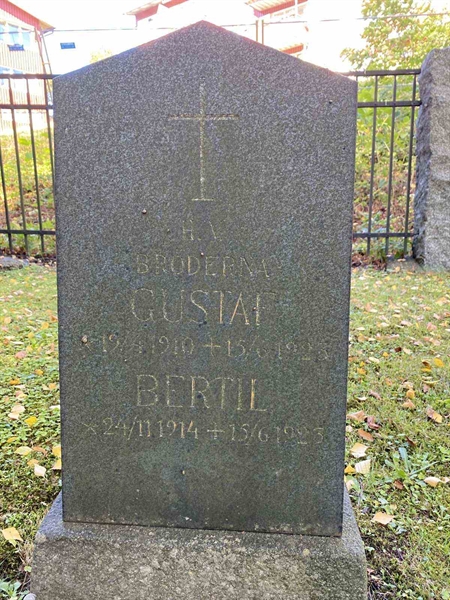 H.V.
BRÖDERNA
GUSTAF
* 19/4 1910 + 15/6 1923
BERTIL
* 24/11 1914 + 15/6 1923